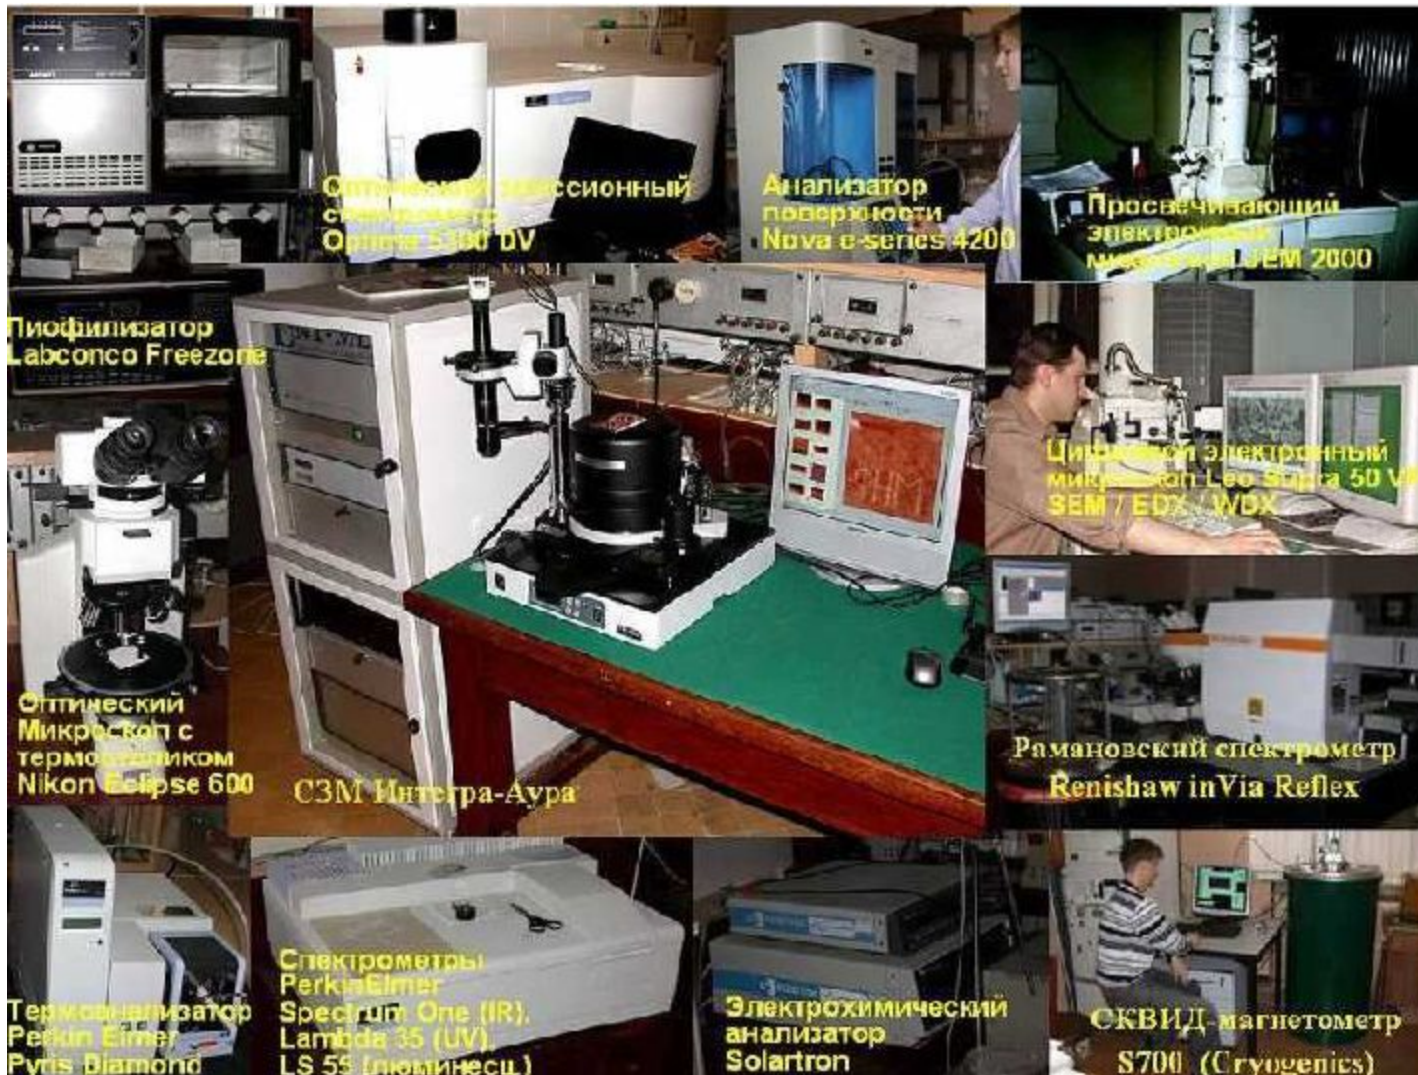 Оптический эмиссионный
спектрометр
Optima 5300 DV
Анализатор
поверхности
Nova e-series 4200
Просвечивающий
электронный
микроскоп JEM 2000
Лиофилизатор
Labconco Freezone
Цифровой электронный
микроскоп Leo Supra 50 VP
SEM / EDX / WDX
Оптический
Микроскоп с
термостоликом
Nikon Eclipse 600
СЗМ Интегра-Аура
Рамановский спектрометр
Renishaw inVia Reflex
Термоанализатор
Perkin Elmer
Pyris Diamond
Спектрометры
PerkinElmer
Spectrum One (IR),
Lambda 35 (UV),
LS 55 (люминесц.)
Электрохимический
анализатор
Solartron
СКВИД-магнетометр
S700 (Cryogenics)